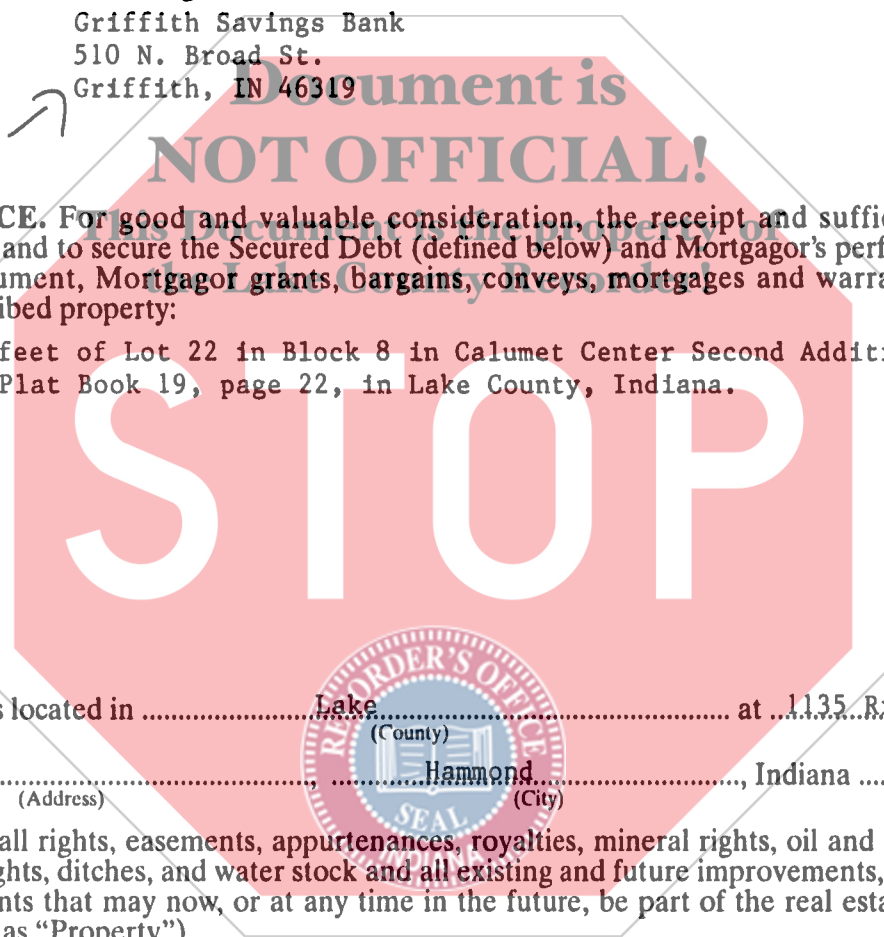 Griffith Savings Bank
510 N. Broad St.
Griffith, IN 46319
Document is
NOT OFFICIAL!
This Document is the property of
the Lake County Recorder!
CE. For good and valuable consideration, the receipt and suffic
and to secure the Secured Debt (defined below) and Mortgagor's perf
ument, Mortgagor grants, bargains, conveys, mortgages and warra
ibed property:
feet of Lot 22 in Block 8 in Calumet Center Second Additi
Plat Book 19, page 22, in Lake County, Indiana.
STOP
RECORDER'S OFFICE
SEAL
INDIANA
s located in ........ Lake ........ at ..1135..R
(County)
........, ........ Hammond ........, Indiana ....
(Address) (City)
all rights, easements, appurtenances, royalties, mineral rights, oil and
ghts, ditches, and water stock and all existing and future improvements,
nts that may now, or at any time in the future, be part of the real esta
as "Property")